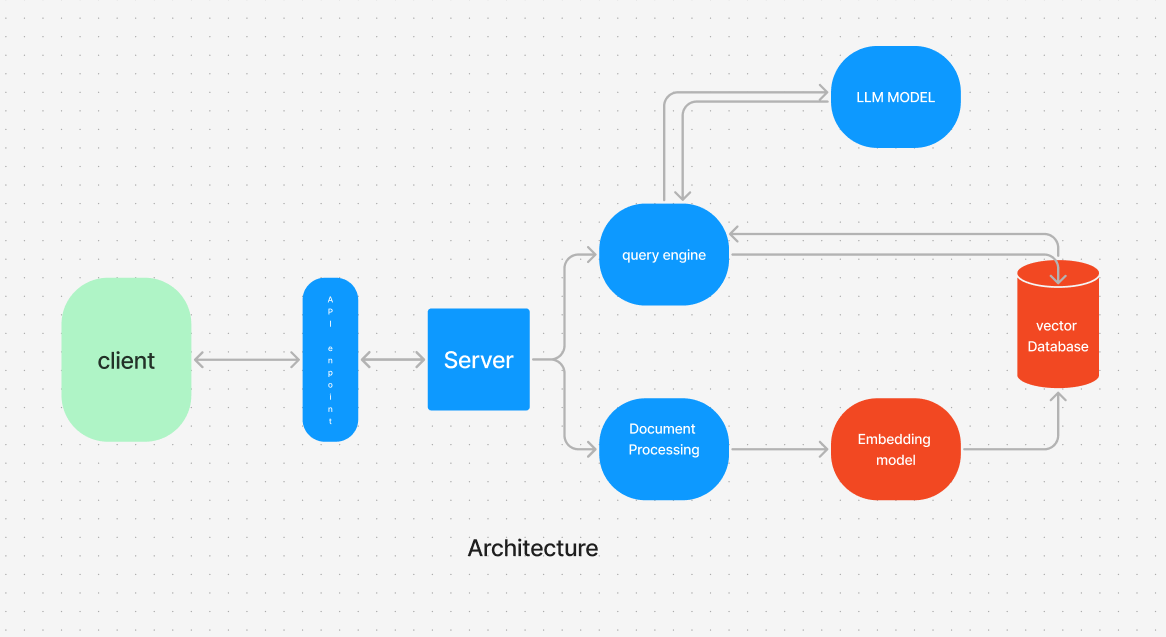 LLM MODEL
query engine
client
API enpoint
Server
vector
Database
Document
Processing
Embedding
model
Architecture